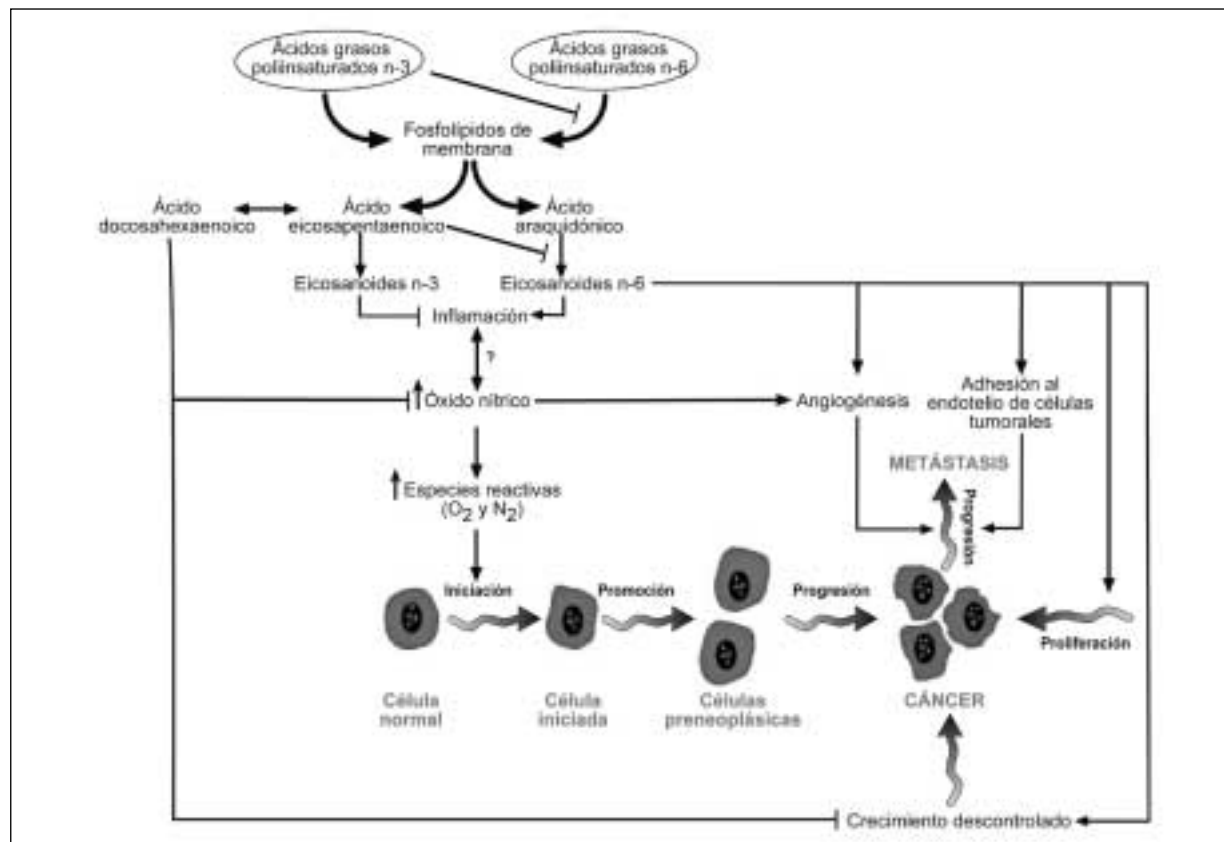 Ácidos grasos
poliinsaturados n-3
Ácidos grasos
poliinsaturados n-6
Fosfolípidos de
membrana
Ácido
docosahexaenoico
Ácido
eicosapentaenoico
Ácido
araquidónico
Eicosanoides n-3
Eicosanoides n-6
Inflamación
?
Óxido nítrico
Angiogénesis
Adhesión al
endotelio de células
tumorales
METÁSTASIS
Progresión
Especies reactivas
(O2 y N2)
Iniciación
Promoción
Progresión
Proliferación
Célula
normal
Célula
iniciada
Células
preneoplásicas
CÁNCER
Crecimiento descontrolado